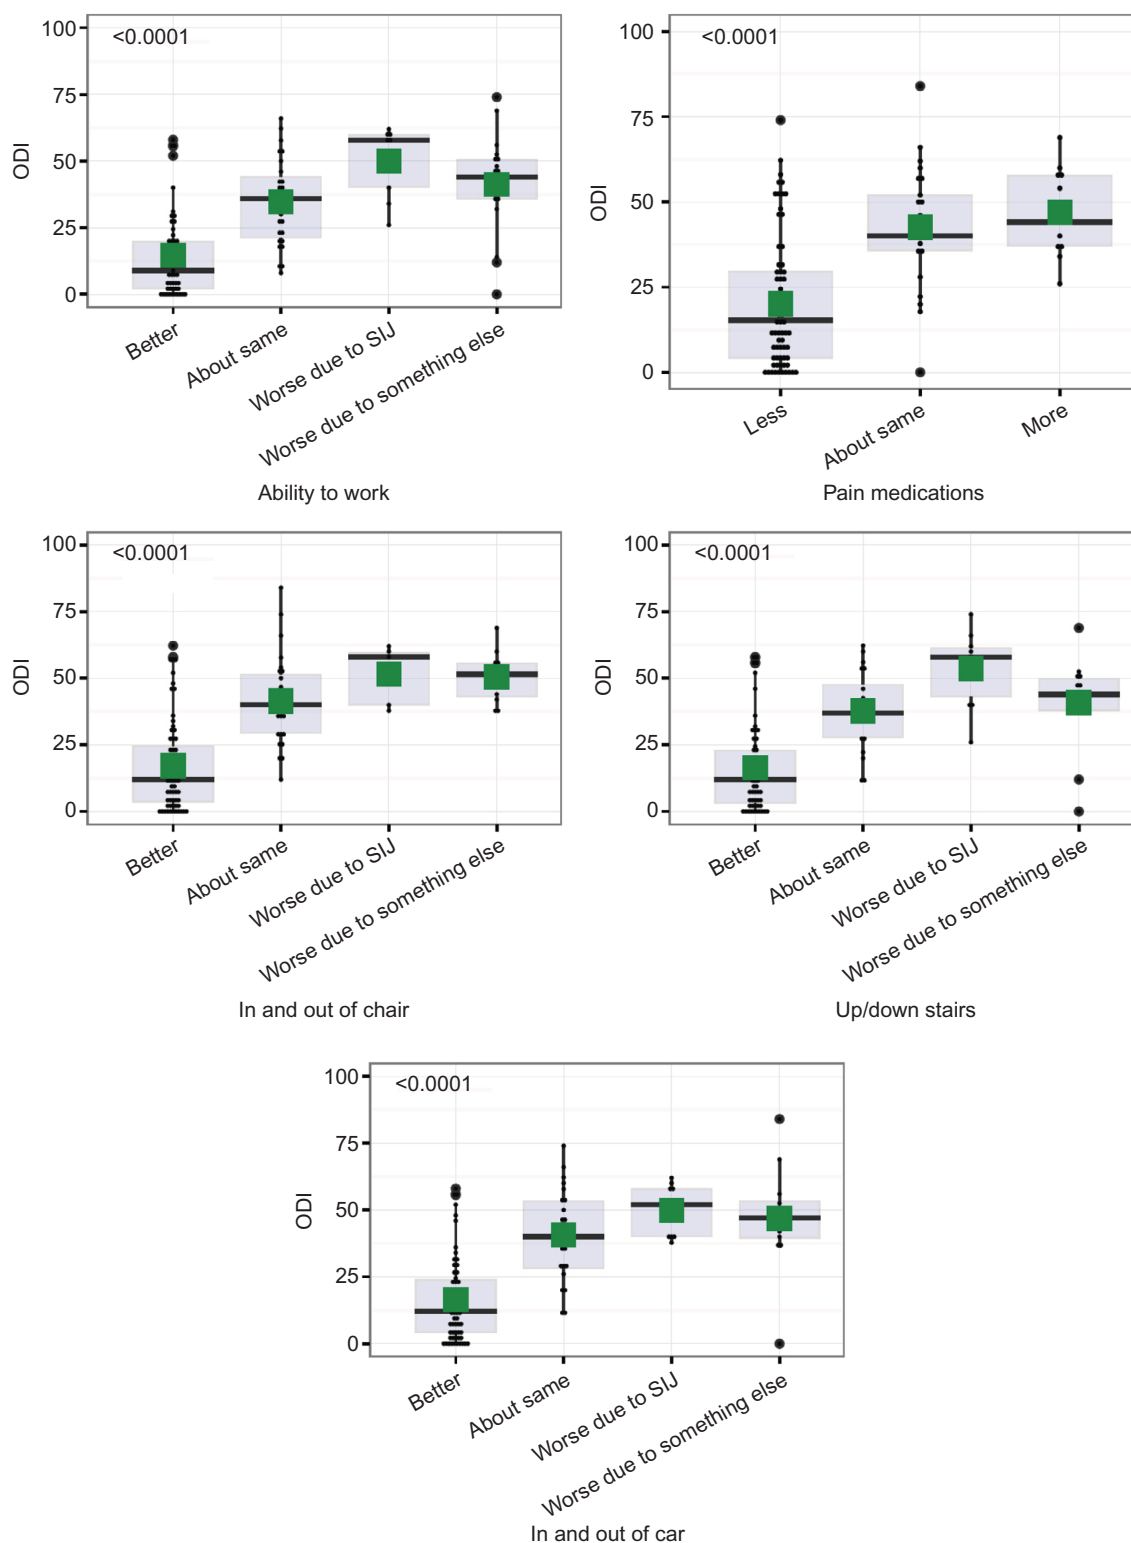 <0.0001
100
75
50
25
0
ODI
Better
About same
Worse due to SIJ
Worse due to something else
Ability to work
<0.0001
100
75
50
25
0
ODI
Less
About same
More
Pain medications
<0.0001
100
75
50
25
0
ODI
Better
About same
Worse due to SIJ
Worse due to something else
In and out of chair
<0.0001
100
75
50
25
0
ODI
Better
About same
Worse due to SIJ
Worse due to something else
Up/down stairs
<0.0001
100
75
50
25
0
ODI
Better
About same
Worse due to SIJ
Worse due to something else
In and out of car